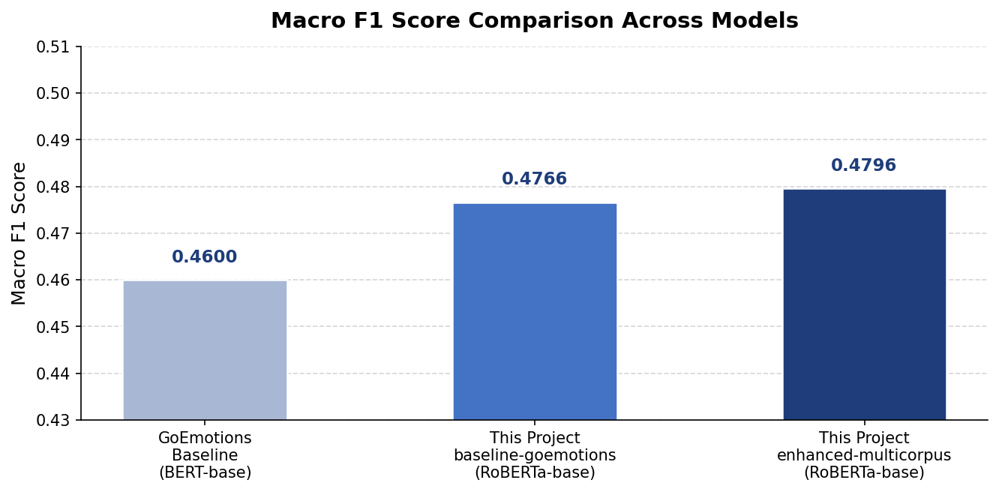 Macro F1 Score Comparison Across Models
Macro F1 Score
0.51
0.50
0.49
0.48
0.47
0.46
0.45
0.44
0.43
0.4600
0.4766
0.4796
GoEmotions
Baseline
(BERT-base)
This Project
baseline-goemotions
(RoBERTa-base)
This Project
enhanced-multicorpus
(RoBERTa-base)